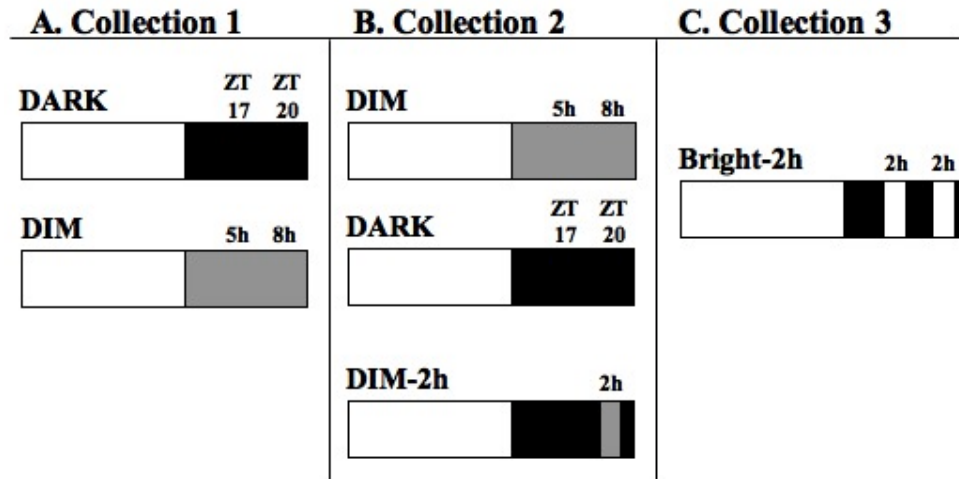 A. Collection 1
DARK
ZT ZT
17 20
DIM
5h 8h
B. Collection 2
DIM
5h 8h
DARK
ZT ZT
17 20
DIM-2h
2h
C. Collection 3
Bright-2h
2h 2h